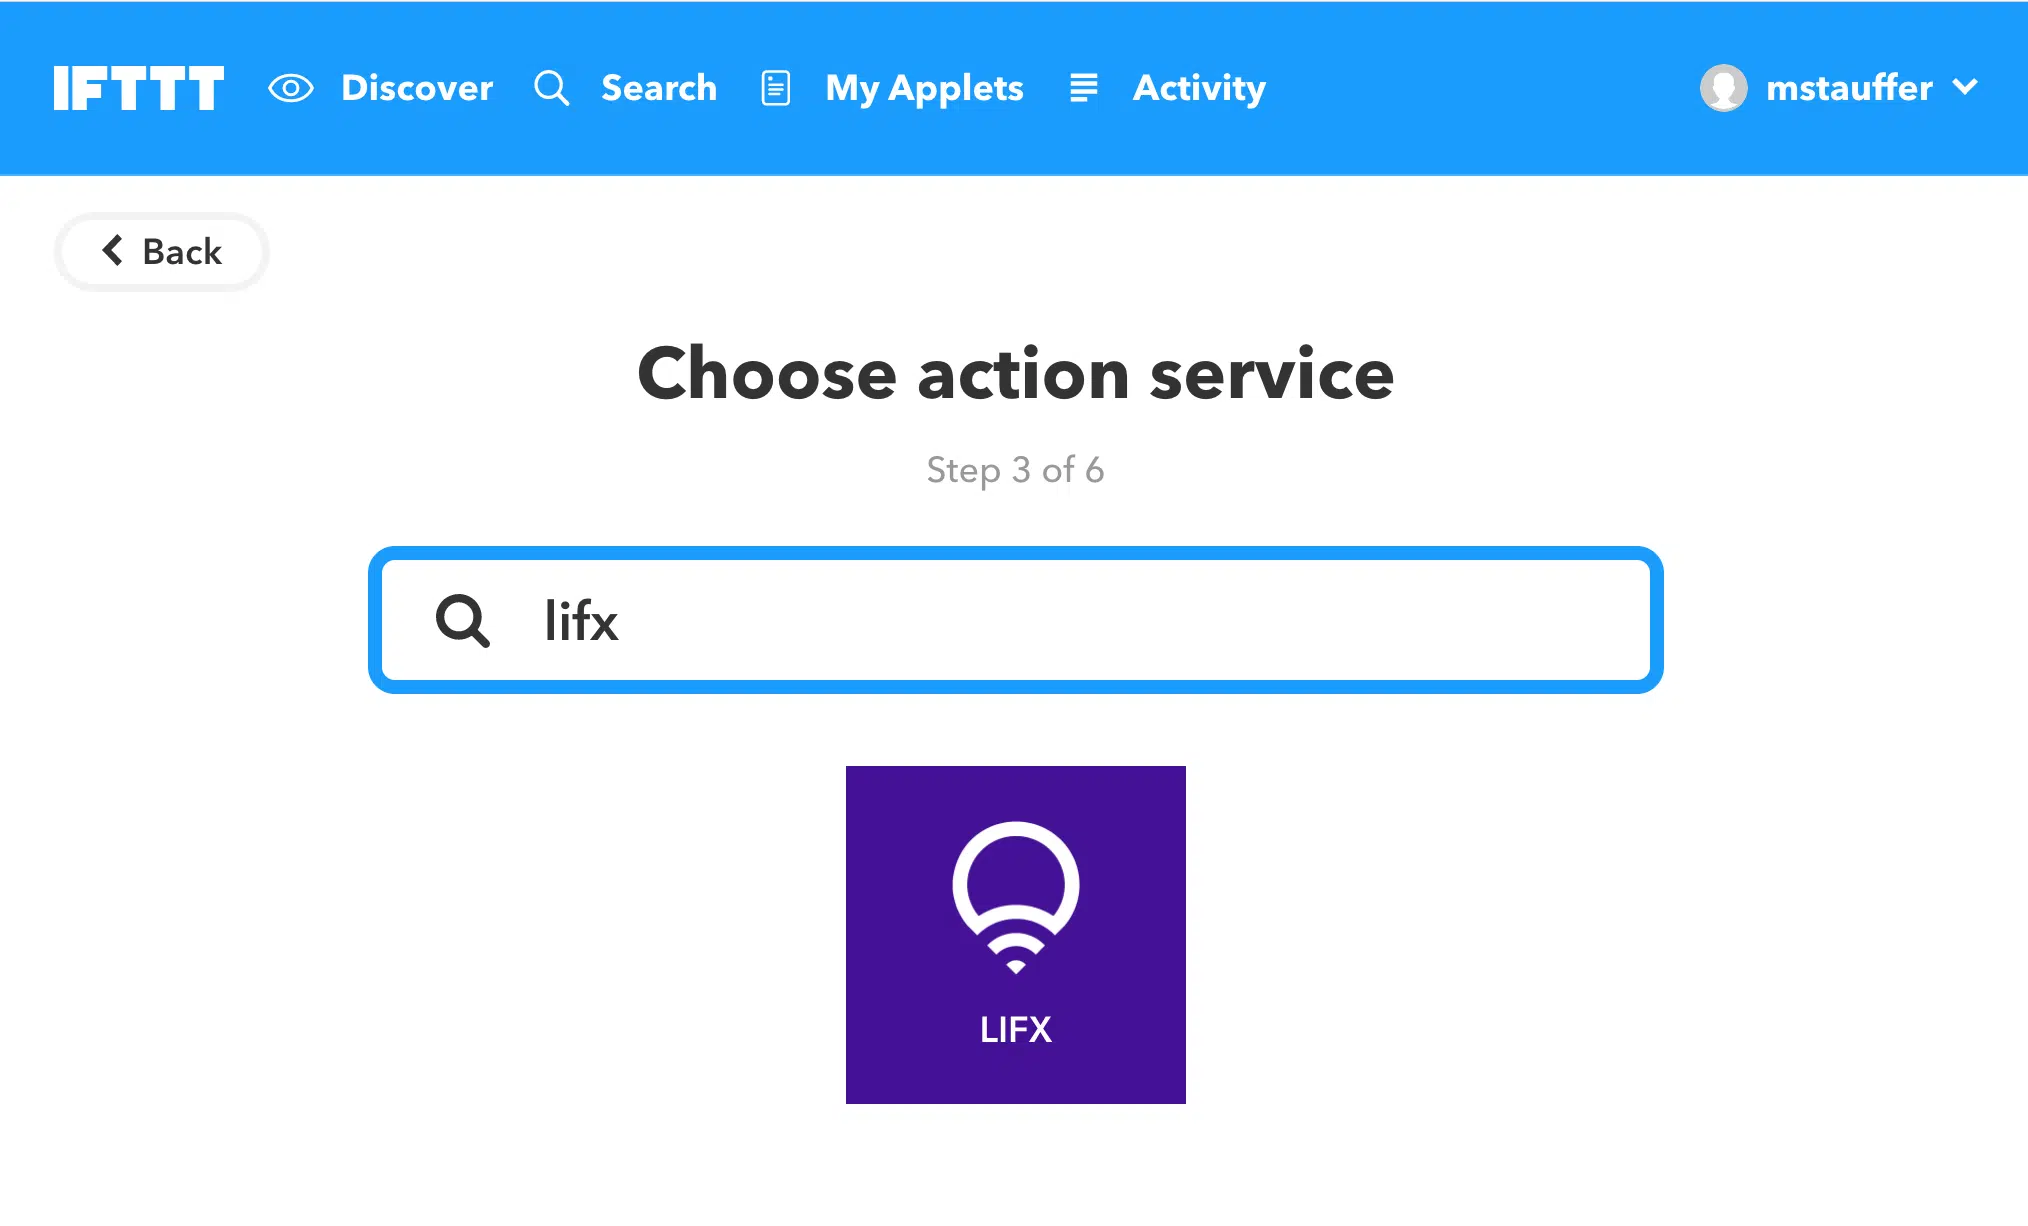 IFTTT Discover Search My Applets Activity mstauffer
Back
Choose action service
Step 3 of 6
lifx
LIFX